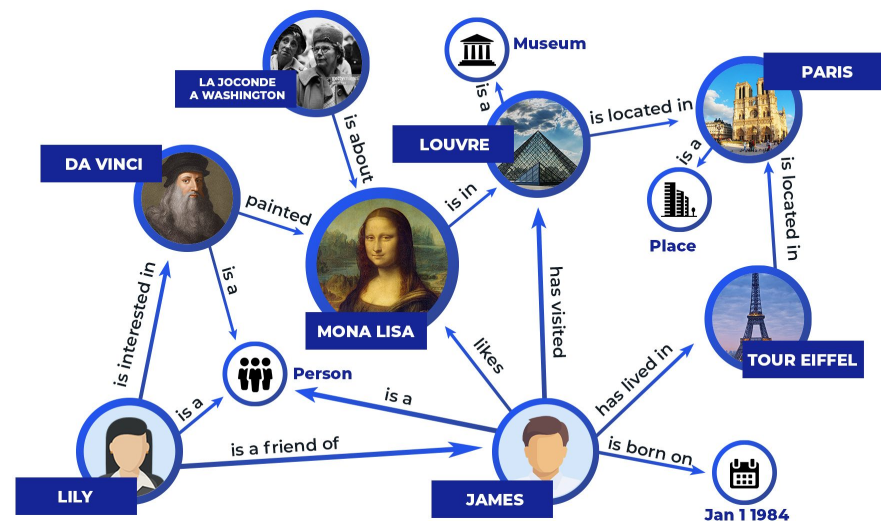 Museum
PARIS
LA JOCONDE
A WASHINGTON
is a
is located in
LOUVRE
is about
is a
DA VINCI
is located in
painted
is in
Place
is a
has visited
is interested in
MONA LISA
likes
TOUR EIFFEL
Person
has lived in
is a
is a
is a friend of
is born on
LILY
JAMES
Jan 1 1984